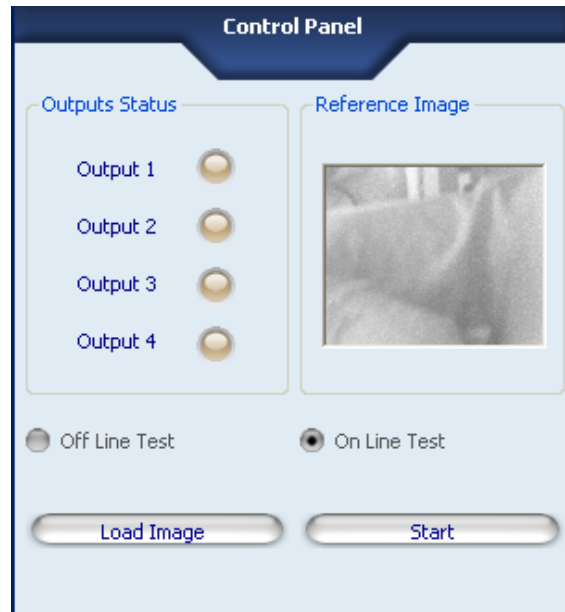 Control Panel
Outputs Status
Reference Image
Output 1
Output 2
Output 3
Output 4
Off Line Test
On Line Test
Load Image
Start